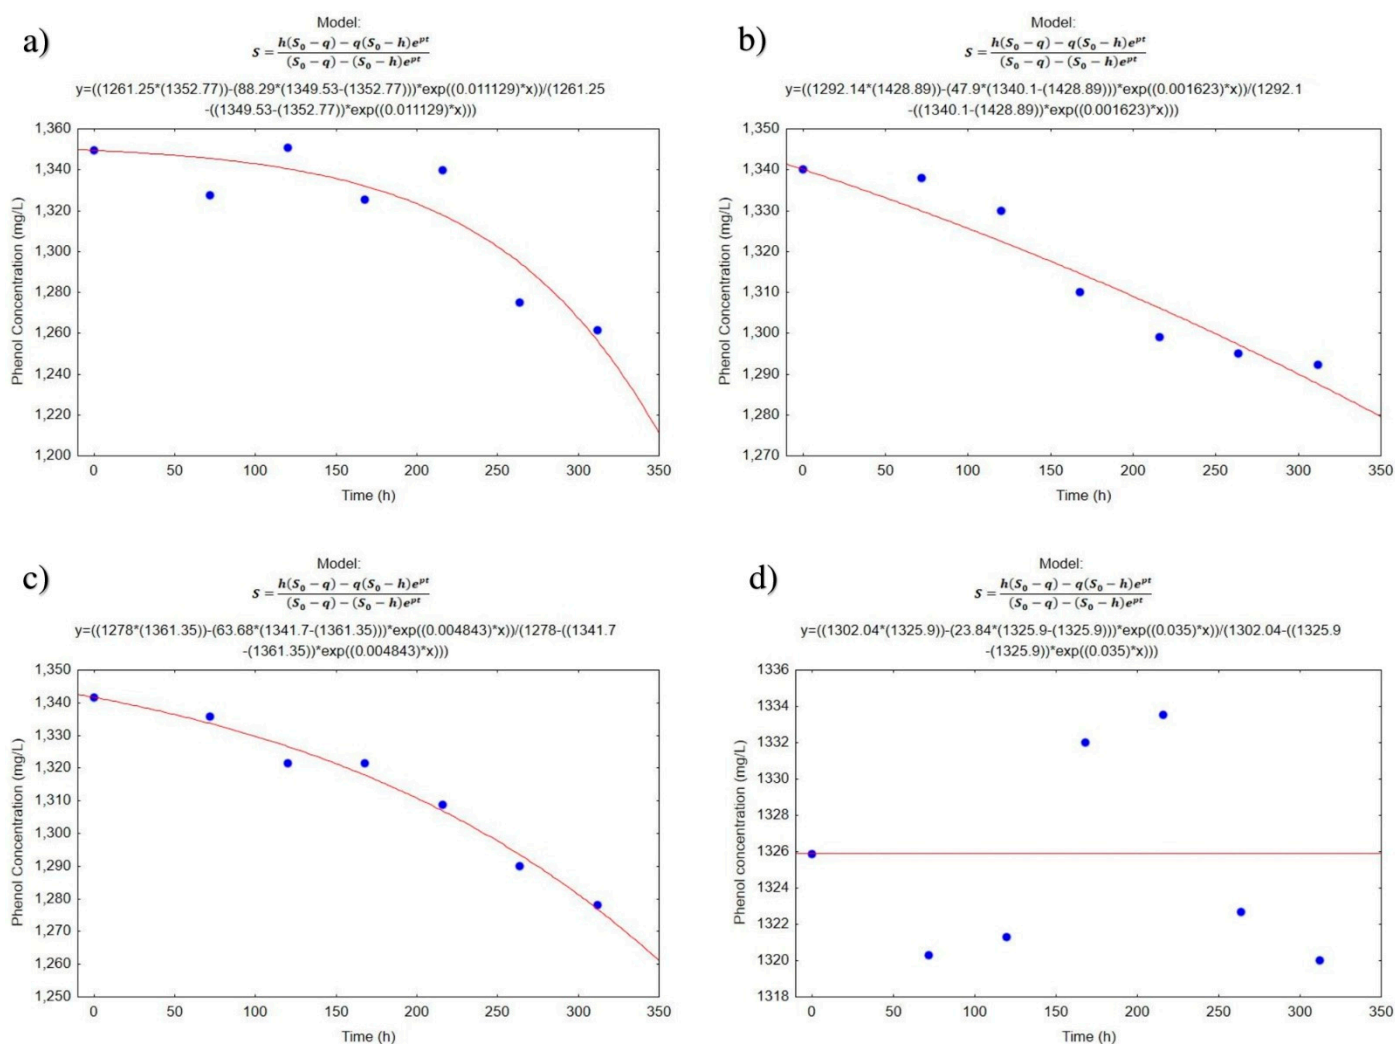 a)
Model:
S = h(S₀ − q) − q(S₀ − h)eᵖᵗ / (S₀ − q) − (S₀ − h)eᵖᵗ
y=((1261.25*(1352.77))-(88.29*(1349.53-(1352.77)))*exp((0.011129)*x))/(1261.25
-((1349.53-(1352.77))*exp((0.011129)*x)))
1,360
1,340
1,320
1,300
1,280
1,260
1,240
1,220
1,200
Phenol Concentration (mg/L)
0 50 100 150 200 250 300 350
Time (h)
b)
Model:
S = h(S₀ − q) − q(S₀ − h)eᵖᵗ / (S₀ − q) − (S₀ − h)eᵖᵗ
y=((1292.14*(1428.89))-(47.9*(1340.1-(1428.89)))*exp((0.001623)*x))/(1292.1
-((1340.1-(1428.89))*exp((0.001623)*x)))
1,350
1,340
1,330
1,320
1,310
1,300
1,290
1,280
1,270
Phenol Concentration (mg/L)
0 50 100 150 200 250 300 350
Time (h)
c)
Model:
S = h(S₀ − q) − q(S₀ − h)eᵖᵗ / (S₀ − q) − (S₀ − h)eᵖᵗ
y=((1278*(1361.35))-(63.68*(1341.7-(1361.35)))*exp((0.004843)*x))/(1278-((1341.7
-(1361.35))*exp((0.004843)*x)))
1,350
1,340
1,330
1,320
1,310
1,300
1,290
1,280
1,270
1,260
1,250
Phenol Concentration (mg/L)
0 50 100 150 200 250 300 350
Time (h)
d)
Model:
S = h(S₀ − q) − q(S₀ − h)eᵖᵗ / (S₀ − q) − (S₀ − h)eᵖᵗ
y=((1302.04*(1325.9))-(23.84*(1325.9-(1325.9)))*exp((0.035)*x))/(1302.04-((1325.9
-(1325.9))*exp((0.035)*x)))
1336
1334
1332
1330
1328
1326
1324
1322
1320
1318
Phenol concentration (mg/L)
0 50 100 150 200 250 300 350
Time (h)